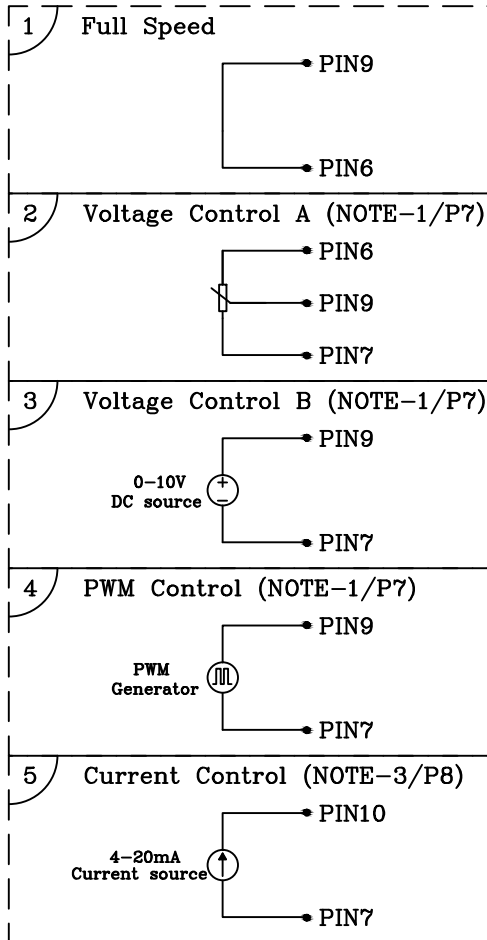 1 Full Speed
PIN9
PIN6
2 Voltage Control A (NOTE-1/P7)
PIN6
PIN9
PIN7
3 Voltage Control B (NOTE-1/P7)
PIN9
0-10V
DC source
PIN7
4 PWM Control (NOTE-1/P7)
PIN9
PWM
Generator
PIN7
5 Current Control (NOTE-3/P8)
PIN10
4-20mA
Current source
PIN7